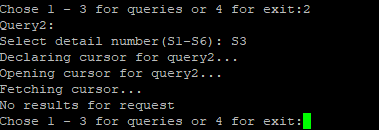 Chose 1 - 3 for queries or 4 for exit:2
Query2:
Select detail number(S1-S6): S3
Declaring cursor for query2...
Opening cursor for query2...
Fetching cursor...
No results for request
Chose 1 - 3 for queries or 4 for exit: